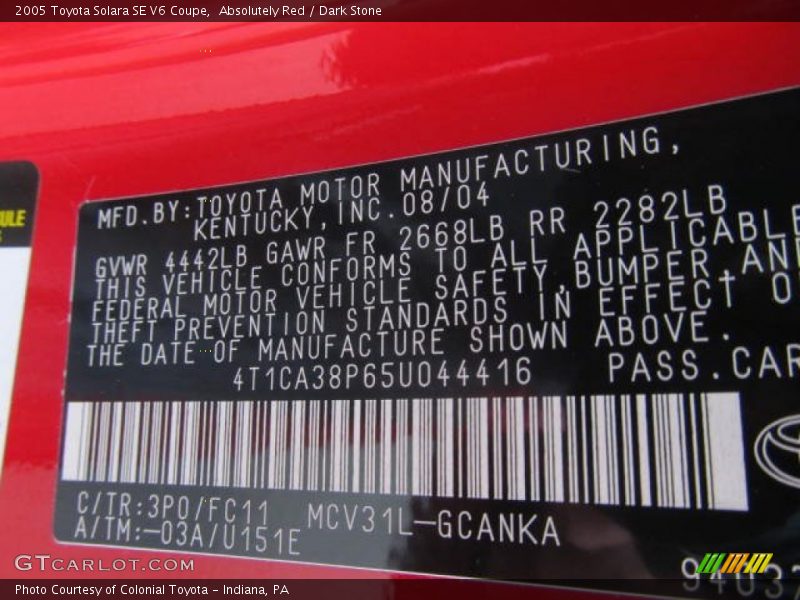 2005 Toyota Solara SE V6 Coupe,  Absolutely Red / Dark Stone
ULE
MFD.BY:TOYOTA MOTOR MANUFACTURING,
KENTUCKY,INC.08/04
GVWR 4442LB GAWR FR 2668LB RR 2282LB
THIS VEHICLE CONFORMS TO ALL APPLICABLE
FEDERAL MOTOR VEHICLE SAFETY,BUMPER,AND
THEFT PREVENTION STANDARDS IN EFFECT O
THE DATE OF MANUFACTURE SHOWN ABOVE.
4T1CA38P65U044416 PASS.CAR
C/TR:3P0/FC11 MCV31L-GCANKA
A/TM:-03A/U151E
GTCARLOT.COM
Photo Courtesy of Colonial Toyota - Indiana, PA